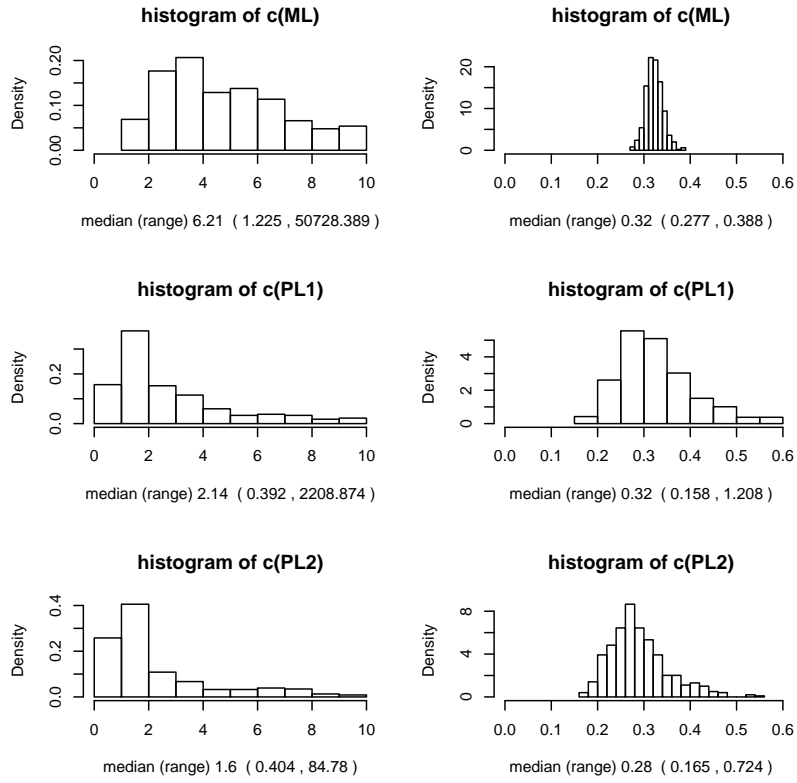 histogram of c(ML)
Density
0.00 0.10 0.20
0 2 4 6 8 10
median (range) 6.21 ( 1.225 , 50728.389 )
histogram of c(ML)
Density
0 10 20
0.0 0.1 0.2 0.3 0.4 0.5 0.6
median (range) 0.32 ( 0.277 , 0.388 )
histogram of c(PL1)
Density
0.0 0.2
0 2 4 6 8 10
median (range) 2.14 ( 0.392 , 2208.874 )
histogram of c(PL1)
Density
0 2 4
0.0 0.1 0.2 0.3 0.4 0.5 0.6
median (range) 0.32 ( 0.158 , 1.208 )
histogram of c(PL2)
Density
0.0 0.2 0.4
0 2 4 6 8 10
median (range) 1.6 ( 0.404 , 84.78 )
histogram of c(PL2)
Density
0 4 8
0.0 0.1 0.2 0.3 0.4 0.5 0.6
median (range) 0.28 ( 0.165 , 0.724 )